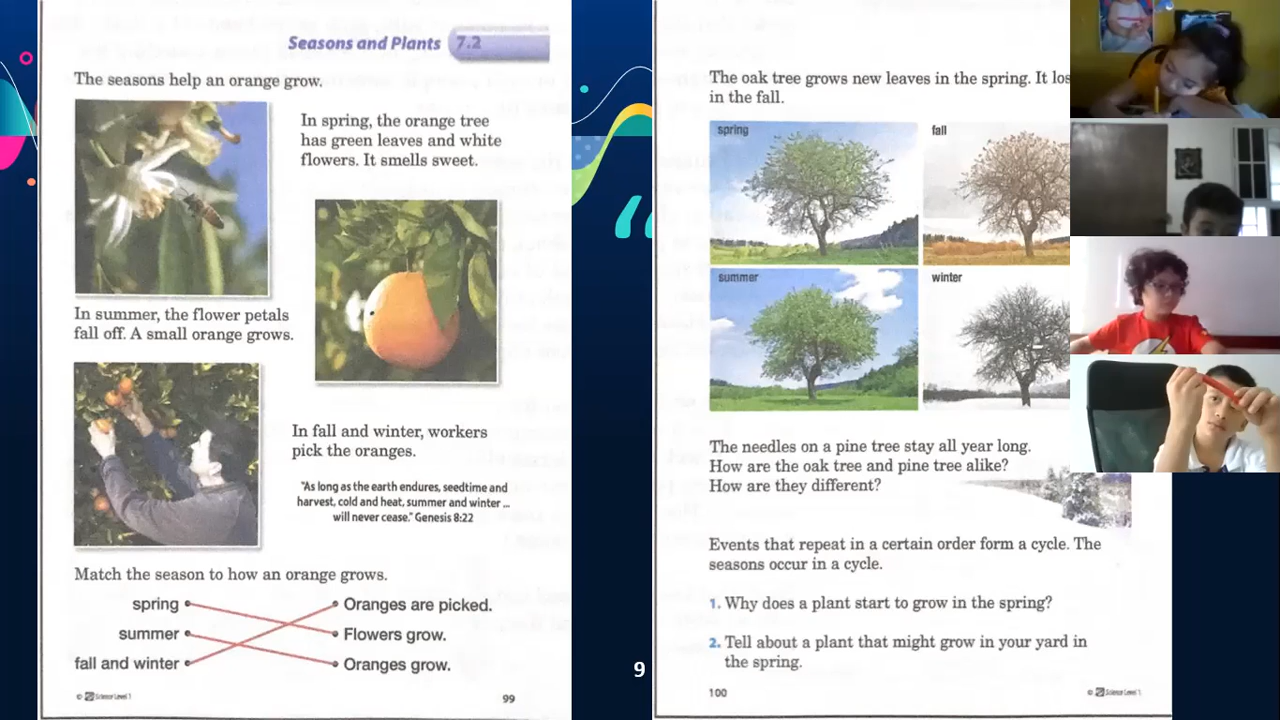 Seasons and Plants 7.2
The seasons help an orange grow.
In spring, the orange tree
has green leaves and white
flowers. It smells sweet.
In summer, the flower petals
fall off. A small orange grows.
In fall and winter, workers
pick the oranges.
"As long as the earth endures, seedtime and
harvest, cold and heat, summer and winter ...
will never cease." Genesis 8:22
Match the season to how an orange grows.
spring Oranges are picked.
summer Flowers grow.
fall and winter Oranges grow.
© Science Level 1
99
9
The oak tree grows new leaves in the spring. It los
in the fall.
spring
fall
summer
winter
The needles on a pine tree stay all year long.
How are the oak tree and pine tree alike?
How are they different?
Events that repeat in a certain order form a cycle. The
seasons occur in a cycle.
1. Why does a plant start to grow in the spring?
2. Tell about a plant that might grow in your yard in
the spring.
100
© Science Level 1